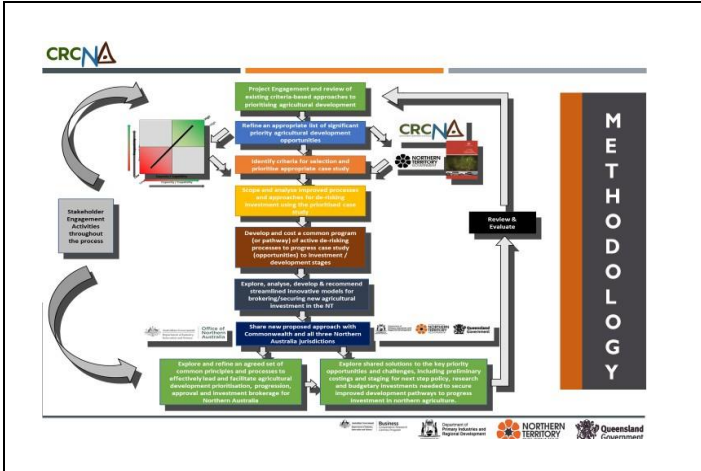 CRCNA
Project Engagement and review of
existing criteria-based approaches to
prioritising agricultural development
Refine an appropriate list of significant
priority agricultural development
opportunities
CRCNA
NORTHERN
TERRITORY
GOVERNMENT
Identify criteria for selection and
prioritise appropriate case study
Scope and analyse improved processes
and approaches for de-risking
investment using the prioritised case
study
Stakeholder
Engagement
Activities
throughout
the process
Review &
Evaluate
Develop and cost a common program
(or pathway) of active de-risking
processes to progress case study
(opportunities) to investment /
development stages
Explore, analyse, develop & recommend
streamlined innovative models for
brokering/securing new agricultural
investment in the NT
Office of
Northern
Australia
Share new proposed approach with
Commonwealth and all three Northern
Australia jurisdictions
NORTHERN
TERRITORY
GOVERNMENT
Queensland
Government
Explore and refine an agreed set of
common principles and processes to
effectively lead and facilitate agricultural
development prioritisation, progression,
approval and investment brokerage for
Northern Australia
Explore shared solutions to the key priority
opportunities and challenges, including preliminary
costings and staging for next step policy, research
and budgetary investments needed to secure
improved development pathways to progress
investment in northern agriculture.
METHODOLOGY
Business
Department of
Primary Industries and
Regional Development
NORTHERN
TERRITORY
Queensland
Government